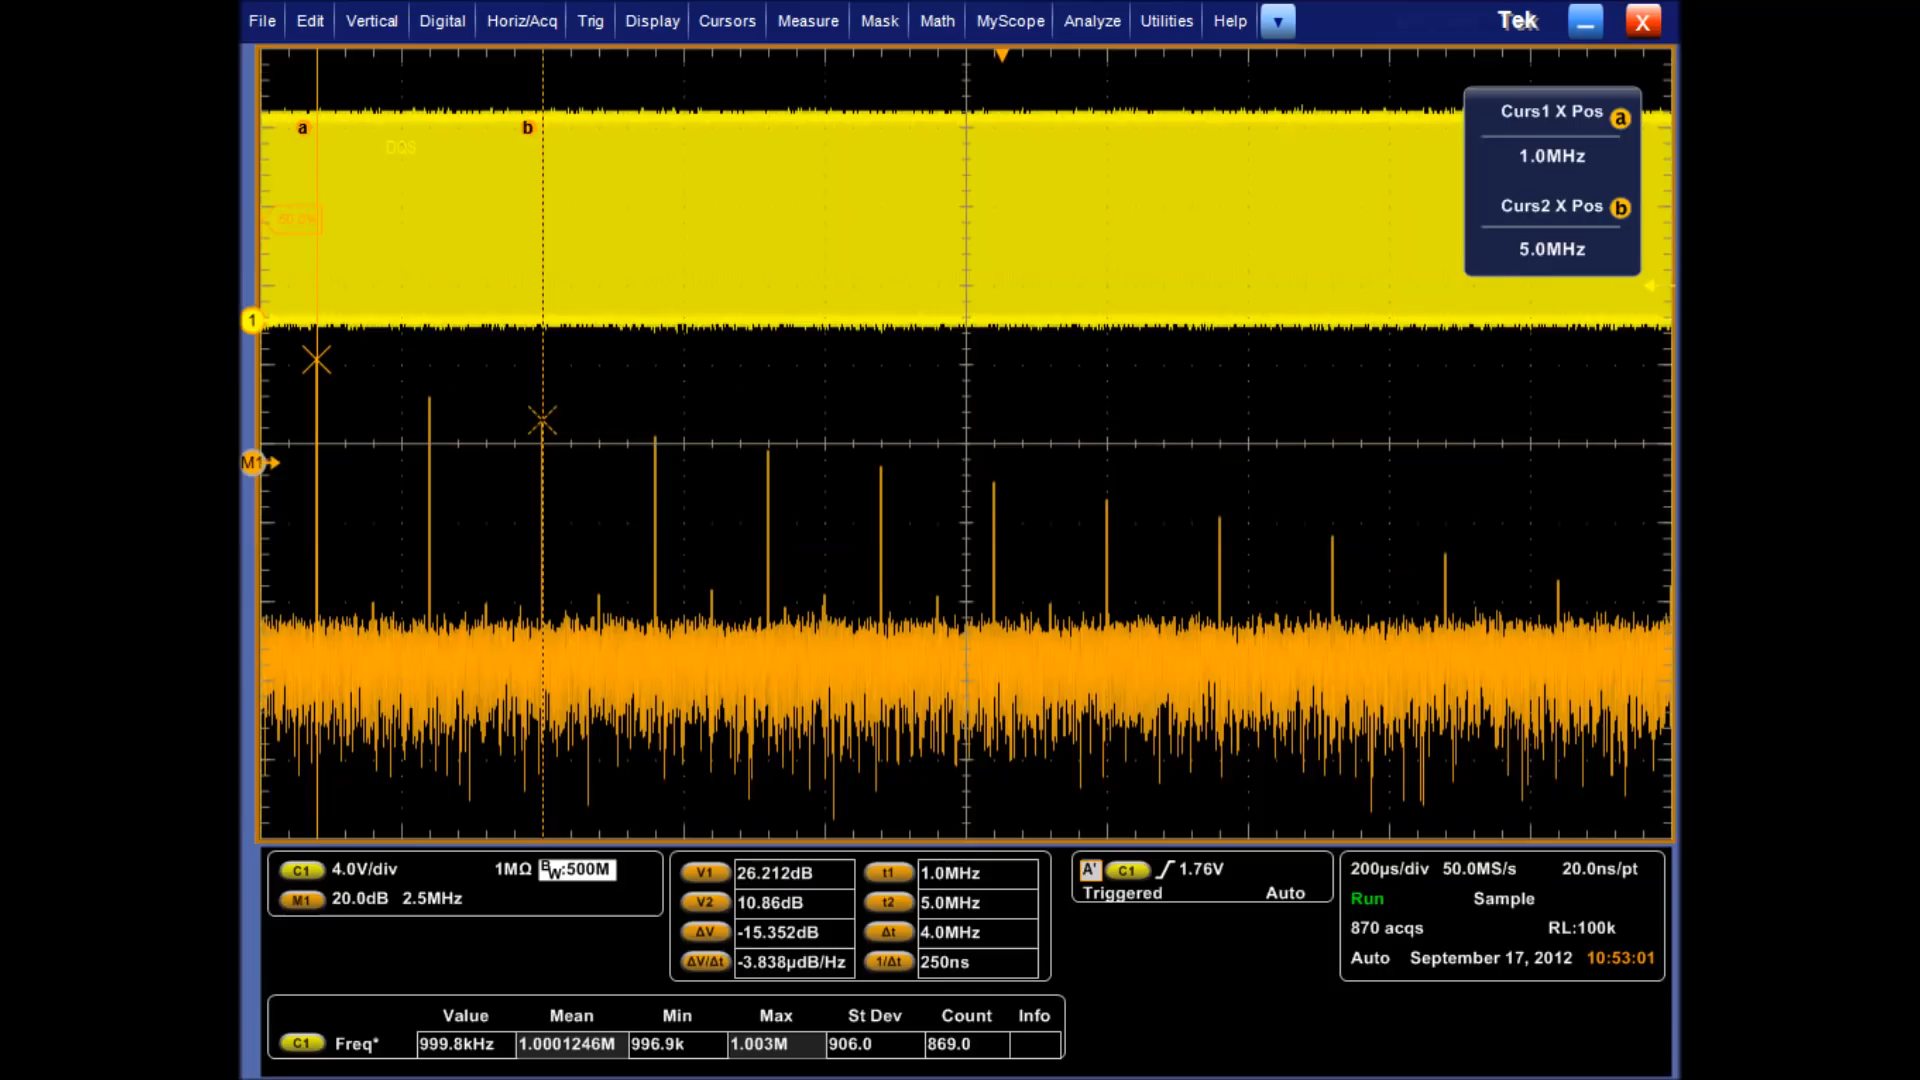 File Edit Vertical Digital Horiz/Acq Trig Display Cursors Measure Mask Math MyScope Analyze Utilities Help Tek X
Curs1 X Pos a
1.0MHz
Curs2 X Pos b
5.0MHz
a b
DQS
50.0%
1
M1
C1 4.0V/div 1MΩ BW:500M
M1 20.0dB 2.5MHz
V1 26.212dB t1 1.0MHz
V2 10.86dB t2 5.0MHz
ΔV -15.352dB Δt 4.0MHz
ΔV/Δt -3.838µdB/Hz 1/Δt 250ns
A' C1 1.76V
Triggered Auto
200µs/div 50.0MS/s 20.0ns/pt
Run Sample
870 acqs RL:100k
Auto September 17, 2012 10:53:01
Value Mean Min Max St Dev Count Info
C1 Freq* 999.8kHz 1.0001246M 996.9k 1.003M 906.0 869.0